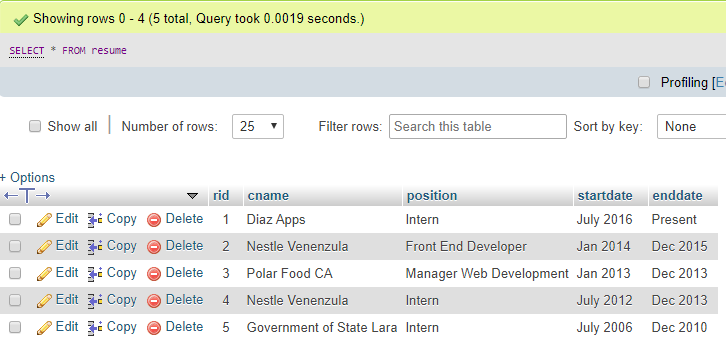 Showing rows 0 - 4 (5 total, Query took 0.0019 seconds.)
SELECT * FROM resume
Profiling [E
Show all | Number of rows: 25 Filter rows: Search this table Sort by key: None
+ Options
rid cname position startdate enddate
Edit Copy Delete 1 Diaz Apps Intern July 2016 Present
Edit Copy Delete 2 Nestle Venenzula Front End Developer Jan 2014 Dec 2015
Edit Copy Delete 3 Polar Food CA Manager Web Development Jan 2013 Dec 2013
Edit Copy Delete 4 Nestle Venenzula Intern July 2012 Dec 2013
Edit Copy Delete 5 Government of State Lara Intern July 2006 Dec 2010